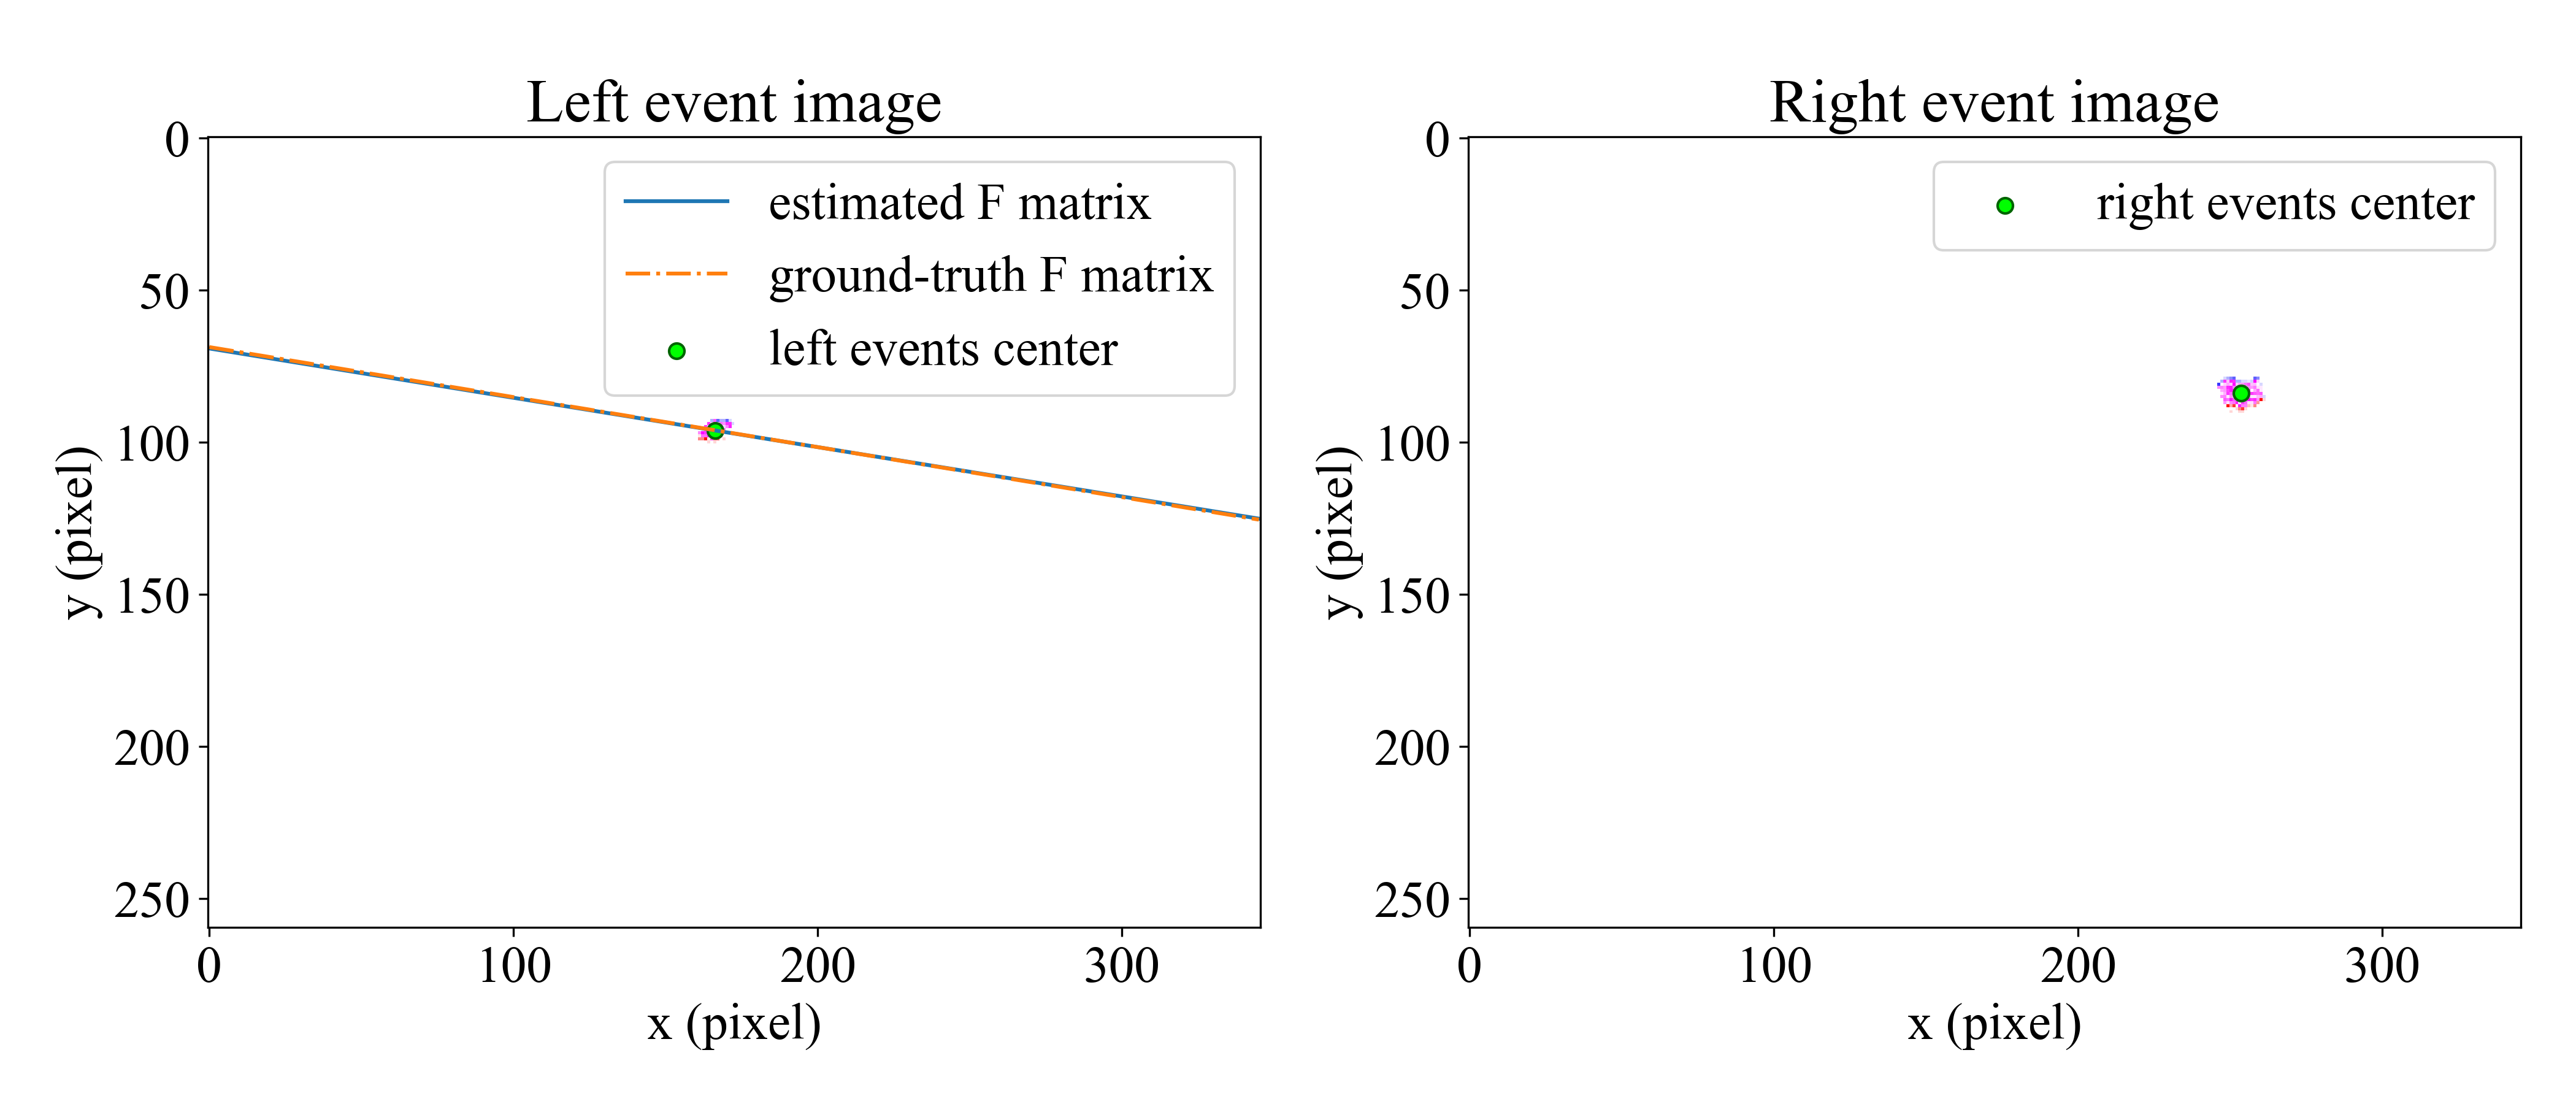 Left event image
estimated F matrix
ground-truth F matrix
left events center
0
50
100
150
200
250
y (pixel)
0 100 200 300
x (pixel)
Right event image
right events center
0
50
100
150
200
250
y (pixel)
0 100 200 300
x (pixel)